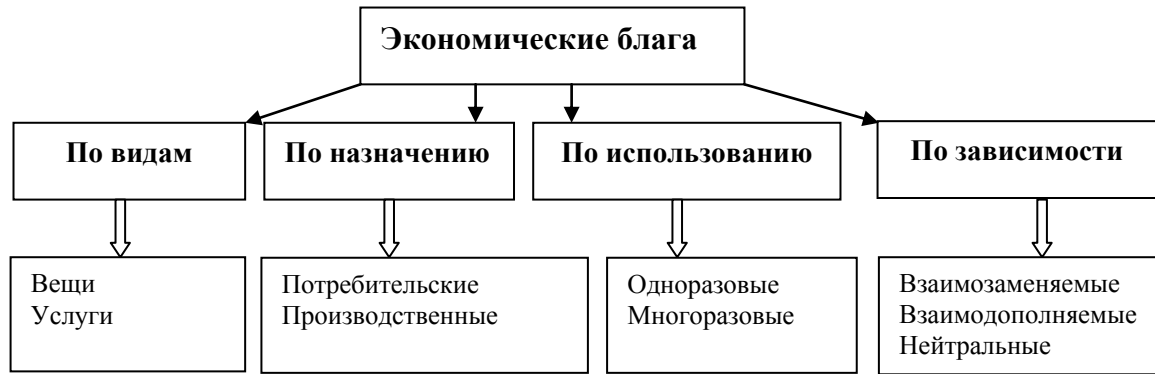 Экономические блага
По видам
По назначению
По использованию
По зависимости
Вещи
Услуги
Потребительские
Производственные
Одноразовые
Многоразовые
Взаимозаменяемые
Взаимодополняемые
Нейтральные